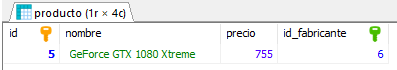 producto (1r × 4c)
id nombre precio id_fabricante
5 GeForce GTX 1080 Xtreme 755 6